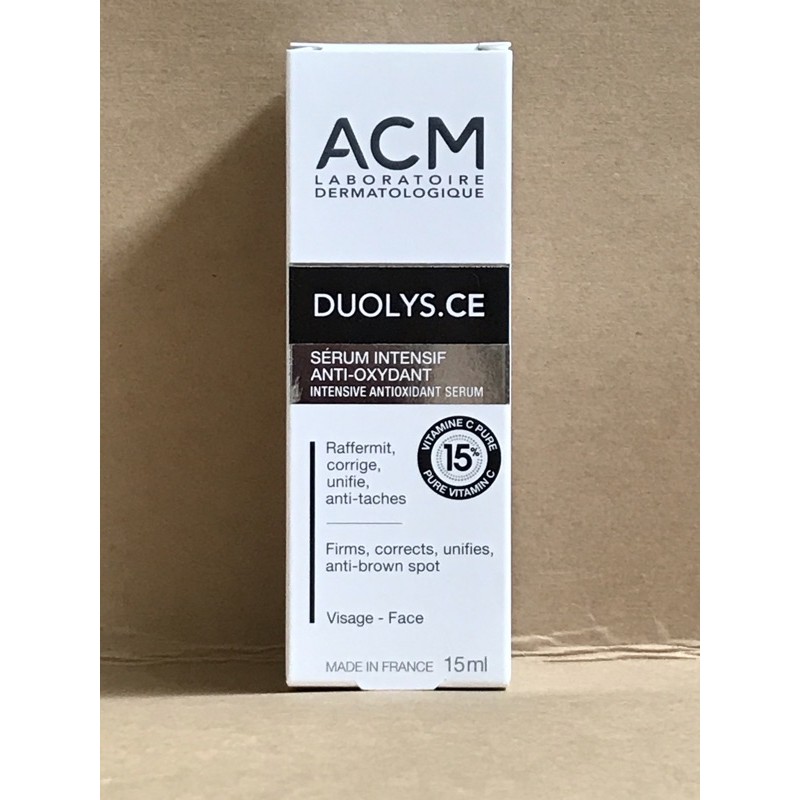 ACM
LABORATOIRE
DERMATOLOGIQUE
DUOLYS.CE
SÉRUM INTENSIF
ANTI-OXYDANT
INTENSIVE ANTIOXIDANT SERUM
VITAMINE C PURE
15
PURE VITAMIN C
Raffermit,
corrige,
unifie,
anti-taches
Firms, corrects, unifies,
anti-brown spot
Visage - Face
MADE IN FRANCE 15ml